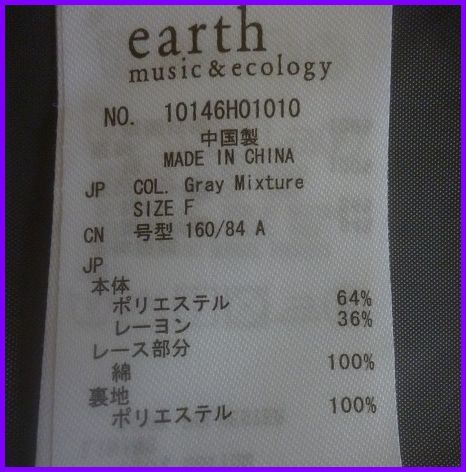 earth
music&ecology
NO. 10146H01010
中国製
MADE IN CHINA
JP COL. Gray Mixture
SIZE F
CN 号型 160/84 A
JP
本体
ポリエステル 64%
レーヨン 36%
レース部分
綿 100%
裏地
ポリエステル 100%